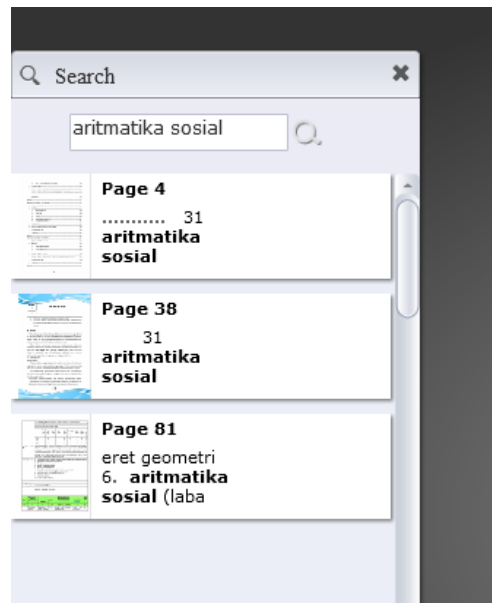 Search
aritmatika sosial
Page 4
.......... 31
aritmatika
sosial
Page 38
31
aritmatika
sosial
Page 81
eret geometri
6. aritmatika
sosial (laba